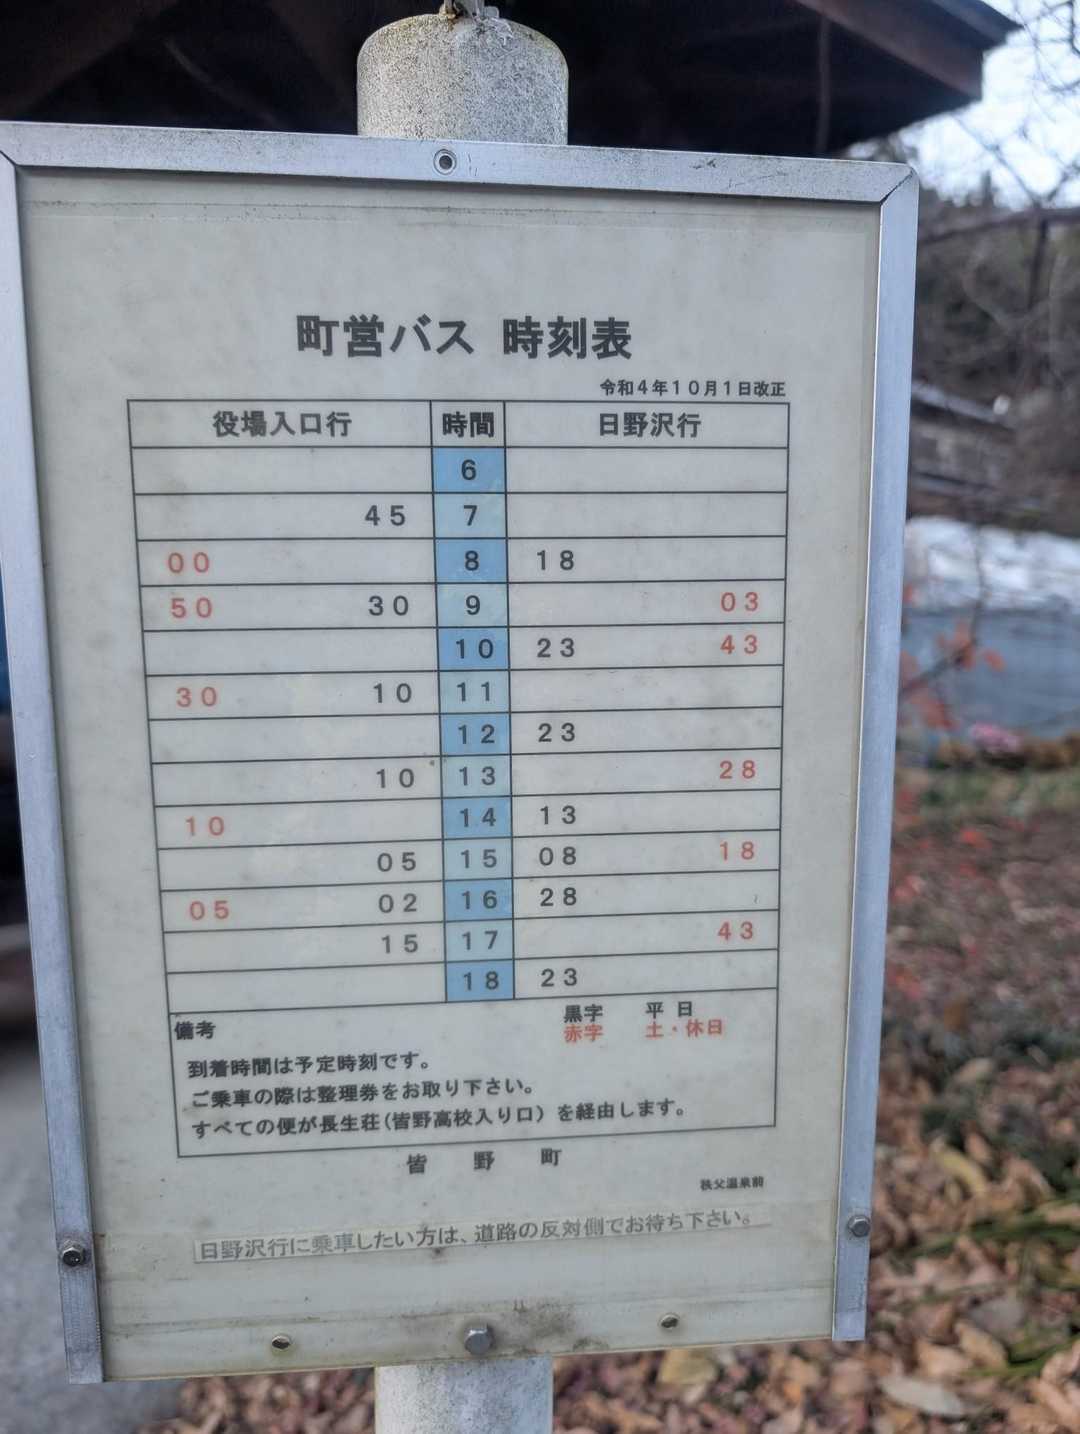 町営バス 時刻表
令和4年10月1日改正
役場入口行 時間 日野沢行
6
45 7
00 8 18
50 30 9 03
10 23 43
30 10 11
12 23
10 13 28
10 14 13
05 15 08 18
05 02 16 28
15 17 43
18 23
備考 黒字 平日
赤字 土・休日
到着時間は予定時刻です。
ご乗車の際は整理券をお取り下さい。
すべての便が長生荘(皆野高校入り口)を経由します。
皆 野 町
秩父温泉前
日野沢行に乗車したい方は、道路の反対側でお待ち下さい。